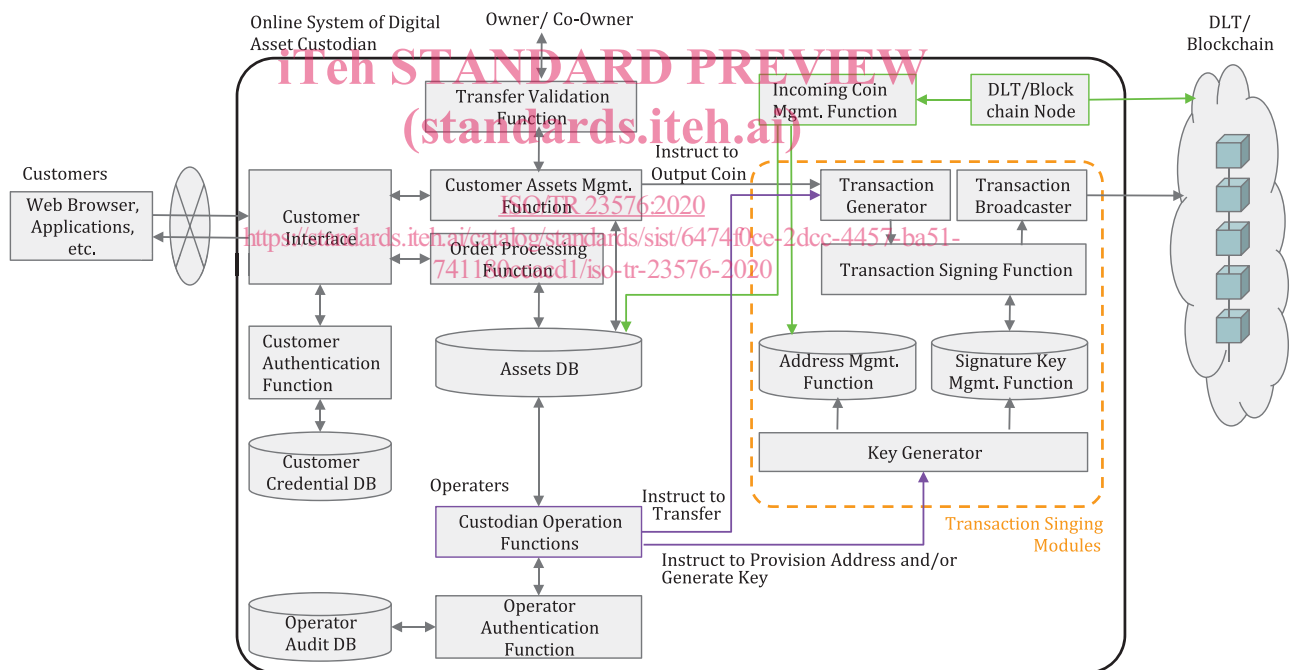 Online System of Digital
Asset Custodian
Owner/ Co-Owner
DLT/
Blockchain
iTeh STANDARD PREVIEW
(standards.iteh.ai)
Transfer Validation
Function
Incoming Coin
Mgmt. Function
DLT/Block
chain Node
Instruct to
Output Coin
Customers
Web Browser,
Applications,
etc.
Customer
Interface
Customer Assets Mgmt.
Function
ISO/TR 23576:2020
Transaction
Generator
Transaction
Broadcaster
https://standards.iteh.ai/catalog/standards/sist/6474f0ce-2dcc-4457-ba51-
Order Processing
Function
Transaction Signing Function
Customer
Authentication
Function
Assets DB
Address Mgmt.
Function
Signature Key
Mgmt. Function
Customer
Credential DB
Key Generator
Operaters
Instruct to
Transfer
Custodian Operation
Functions
Transaction Singing
Modules
Instruct to Provision Address and/or
Generate Key
Operator
Audit DB
Operator
Authentication
Function